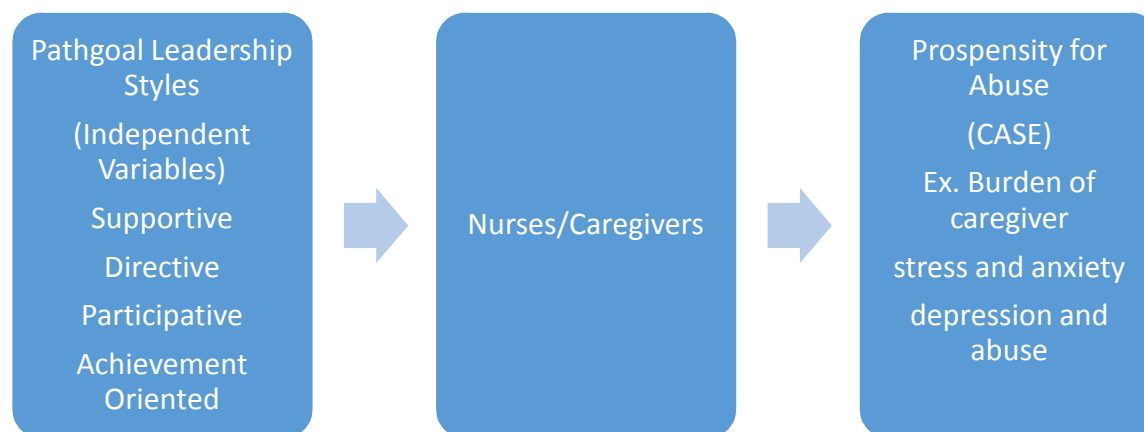 Pathgoal Leadership
Styles
(Independent
Variables)
Supportive
Directive
Participative
Achievement
Oriented
Nurses/Caregivers
Prospensity for
Abuse
(CASE)
Ex. Burden of
caregiver
stress and anxiety
depression and
abuse